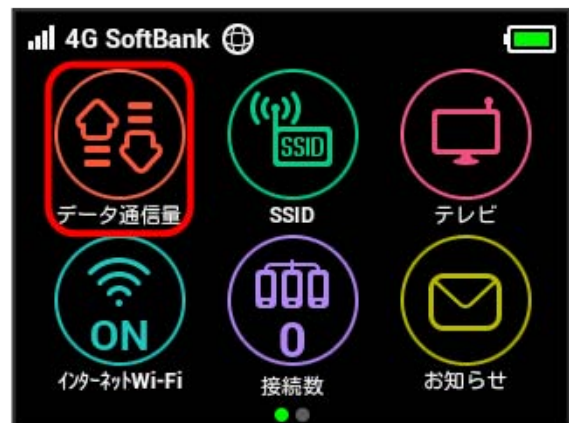 4G SoftBank
SSID
データ通信量
SSID
テレビ
ON
0
インターネットWi-Fi
接続数
お知らせ